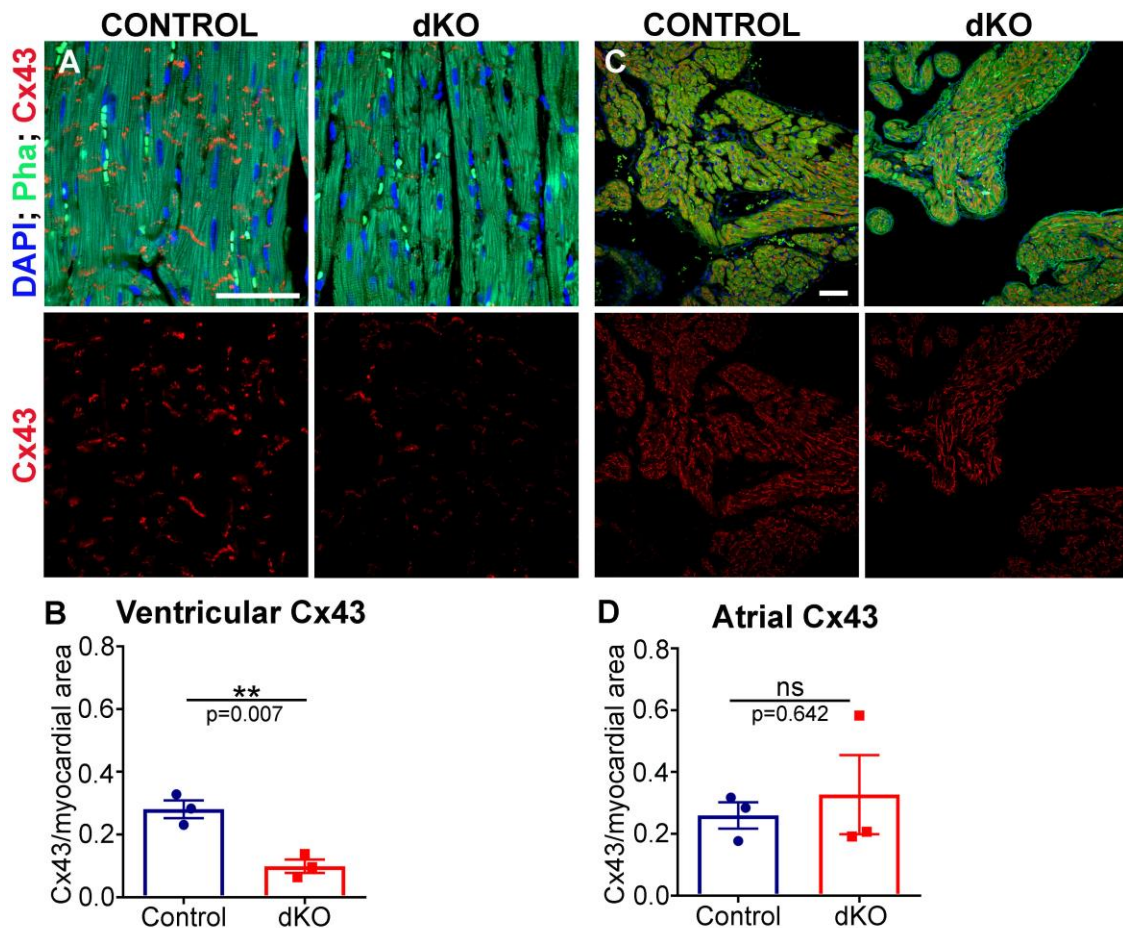 CONTROL dKO CONTROL dKO
A C
DAPI; Pha; Cx43
Cx43
B Ventricular Cx43
Cx43/myocardial area
0.8
0.6
0.4
0.2
0.0
**
p=0.007
Control dKO
D Atrial Cx43
Cx43/myocardial area
0.8
0.6
0.4
0.2
0.0
ns
p=0.642
Control dKO